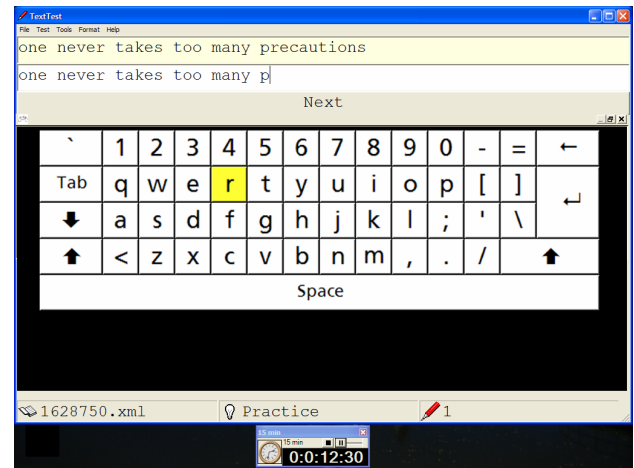 TextTest
File Test Tools Format Help
one never takes too many precautions
one never takes too many p
Next
` 1 2 3 4 5 6 7 8 9 0 - = ←
Tab q w e r t y u i o p [ ]
a s d f g h j k l ; ' \
< z x c v b n m , . /
Space
1628750.xml Practice 1
15 min
15 min
0:0:12:30